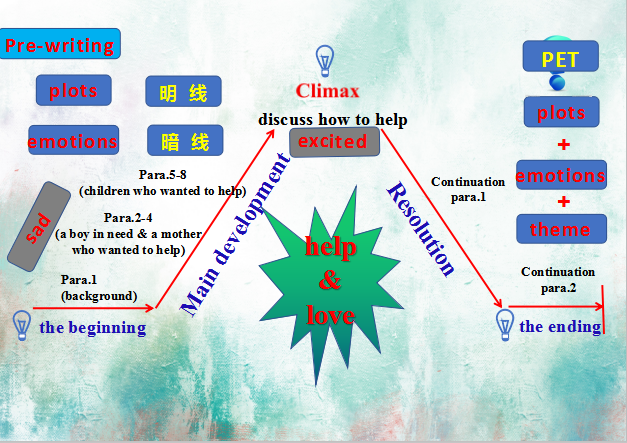 Pre-writing
plots
明 线
emotions
暗 线
sad
Para.5-8
(children who wanted to help)
Para.2-4
(a boy in need & a mother
who wanted to help)
Para.1
(background)
the beginning
Main development
Climax
discuss how to help
excited
help
&
love
Resolution
Continuation
para.1
PET
plots
+
emotions
+
theme
Continuation
para.2
the ending